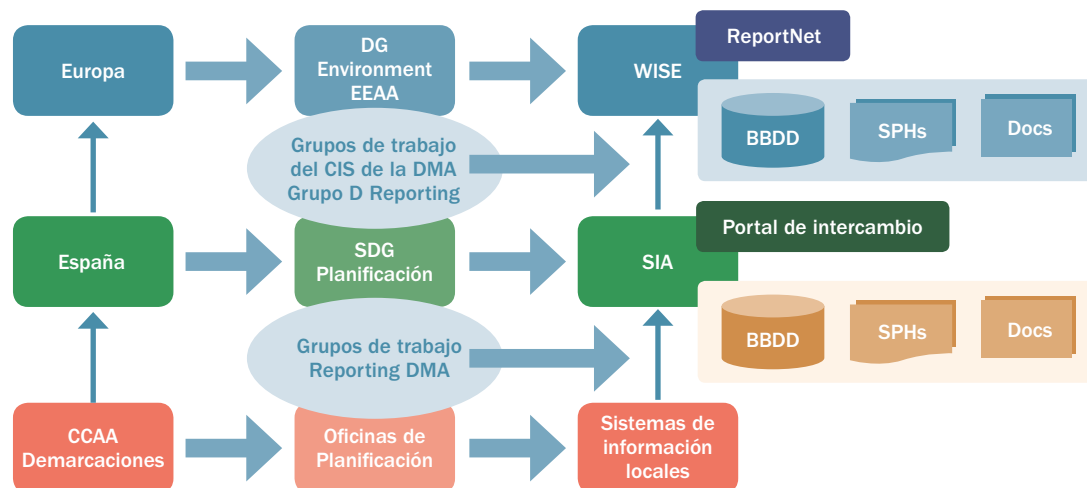 ReportNet
Europa
DG
Environment
EEAA
WISE
BBDD
SPHs
Docs
Grupos de trabajo
del CIS de la DMA
Grupo D Reporting
Portal de intercambio
España
SDG
Planificación
SIA
BBDD
SPHs
Docs
Grupos de trabajo
Reporting DMA
CCAA
Demarcaciones
Oficinas de
Planificación
Sistemas de
información
locales